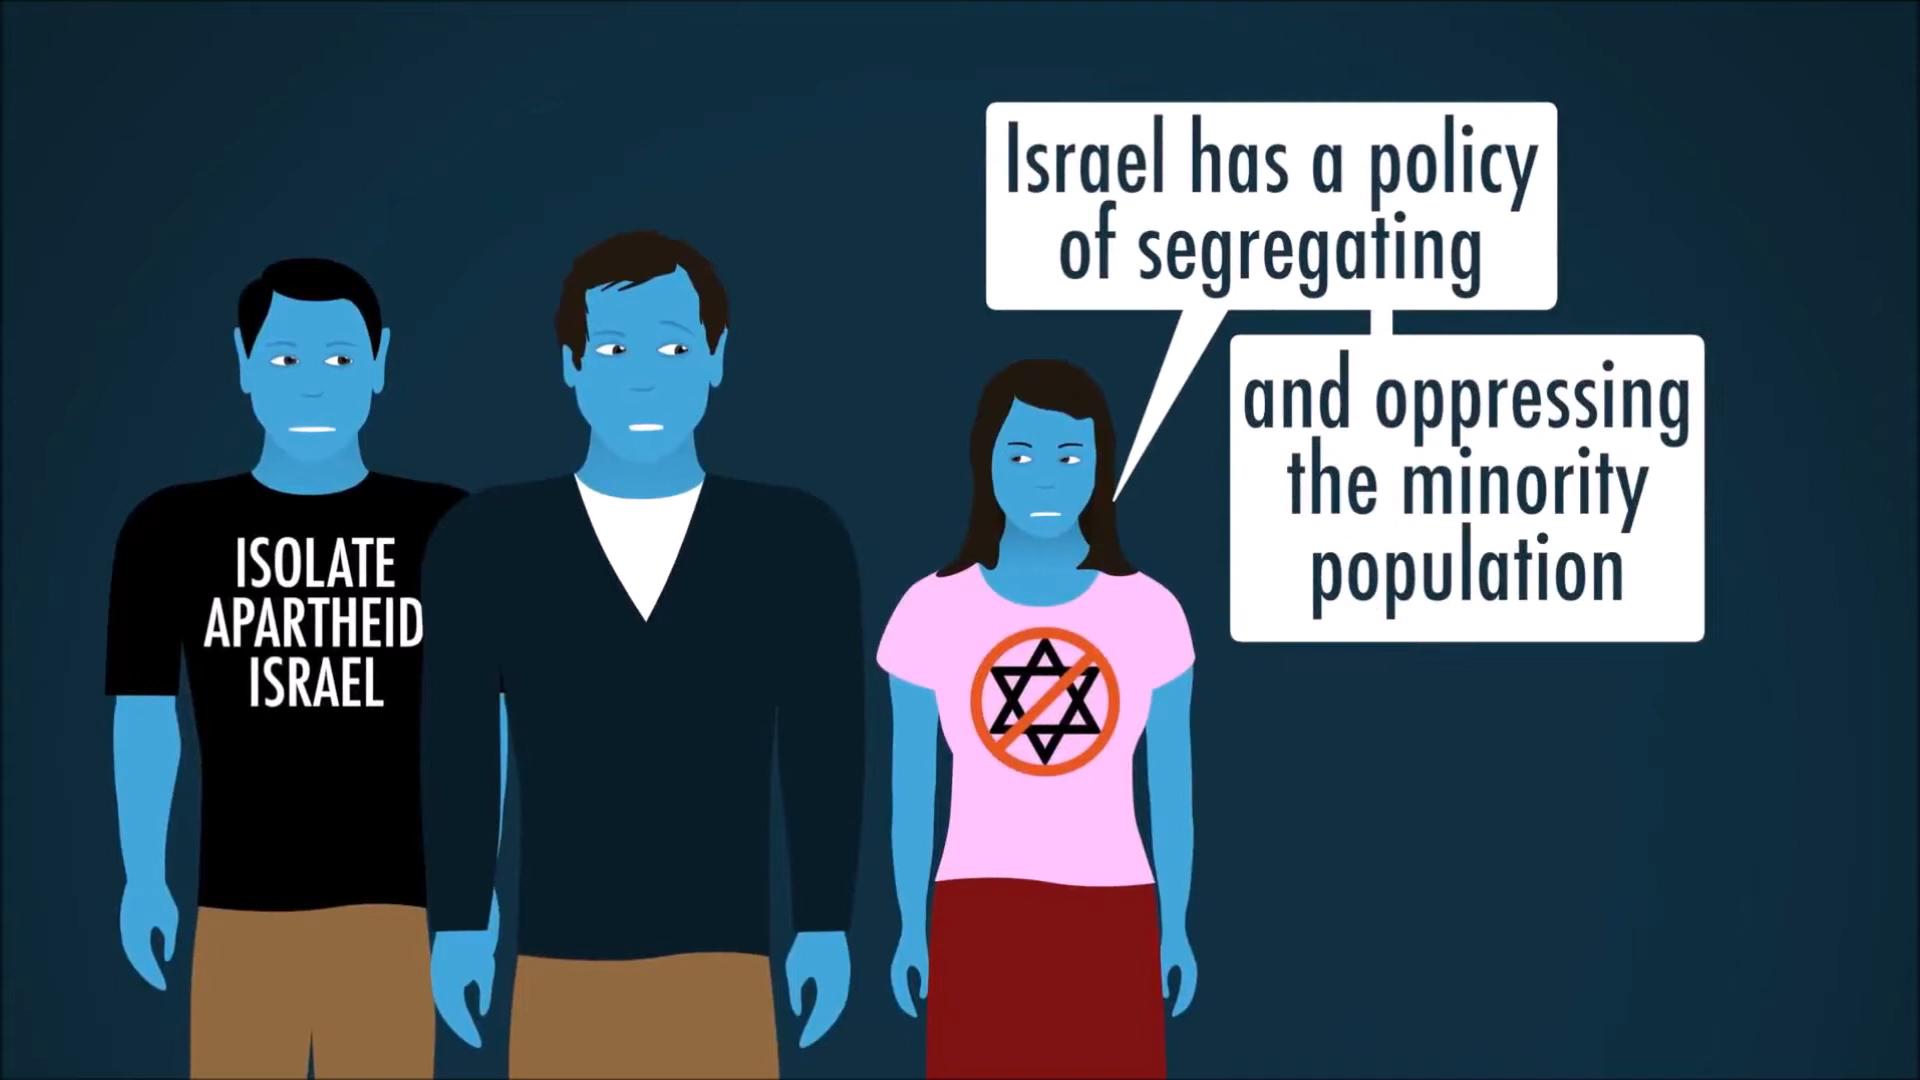 Israel has a policy
of segregating
and oppressing
the minority
population
ISOLATE
APARTHEID
ISRAEL